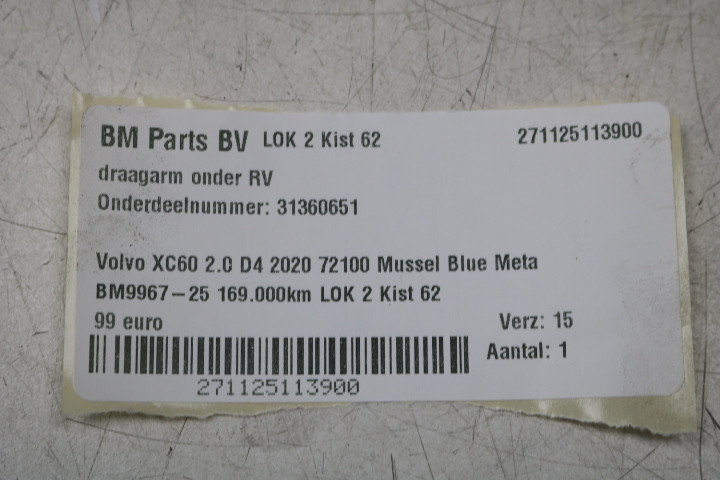 BM Parts BV LOK 2 Kist 62 271125113900
draagarm onder RV
Onderdeelnummer: 31360651
Volvo XC60 2.0 D4 2020 72100 Mussel Blue Meta
BM9967-25 169.000km LOK 2 Kist 62
99 euro Verz: 15
Aantal: 1
271125113900